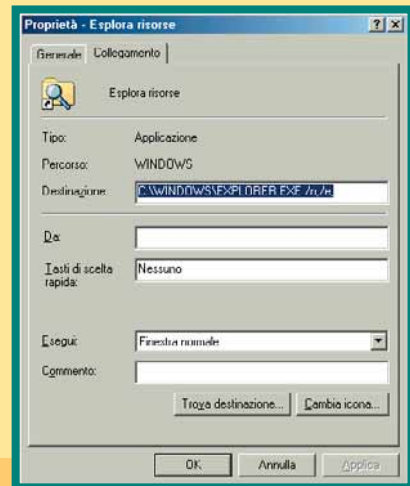 Proprietà - Esplora risorse
Generale Collegamento
Esplora risorse
Tipo: Applicazione
Percorso: WINDOWS
Destinazione: C:\WINDOWS\EXPLORER.EXE /n,/e,
Da:
Tasti di scelta rapida: Nessuno
Esegui: Finestra normale
Commento:
Trova destinazione... Cambia icona...
OK Annulla Applica